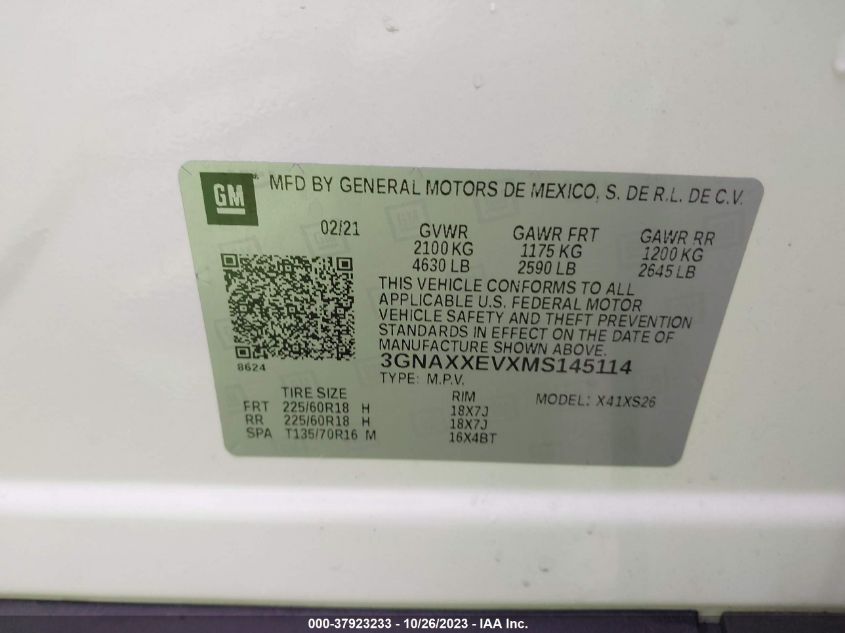 GM
MFD BY GENERAL MOTORS DE MEXICO, S. DE R.L. DE C.V.
02/21 GVWR GAWR FRT GAWR RR
2100 KG 1175 KG 1200 KG
4630 LB 2590 LB 2645 LB
THIS VEHICLE CONFORMS TO ALL
APPLICABLE U.S. FEDERAL MOTOR
VEHICLE SAFETY AND THEFT PREVENTION
STANDARDS IN EFFECT ON THE DATE OF
MANUFACTURE SHOWN ABOVE.
8624
3GNAXXEVXMS145114
TYPE: M.P.V.
TIRE SIZE RIM MODEL: X41XS26
FRT 225/60R18 H 18X7J
RR 225/60R18 H 18X7J
SPA T135/70R16 M 16X4BT
000-37923233 - 10/26/2023 - IAA Inc.